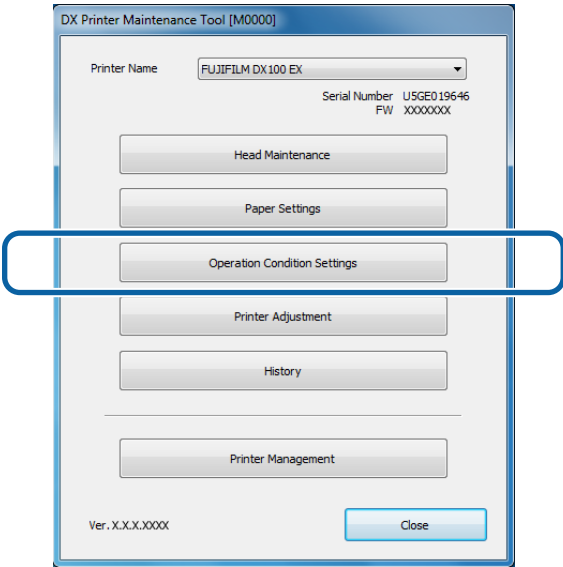 DX Printer Maintenance Tool [M0000]
Printer Name FUJIFILM DX100 EX
Serial Number U5GE019646
FW XXXXXXX
Head Maintenance
Paper Settings
Operation Condition Settings
Printer Adjustment
History
Printer Management
Ver. X.X.X.XXXX Close